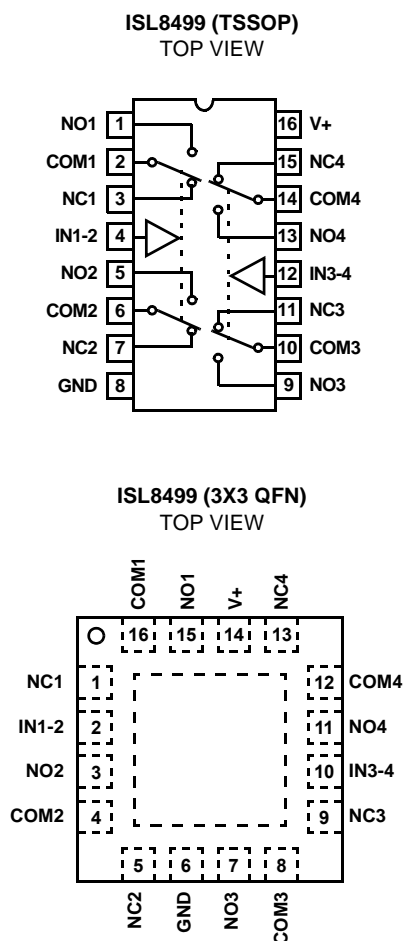 ISL8499 (TSSOP)
TOP VIEW
NO1 1 16 V+
COM1 2 15 NC4
NC1 3 14 COM4
IN1-2 4 13 NO4
NO2 5 12 IN3-4
COM2 6 11 NC3
NC2 7 10 COM3
GND 8 9 NO3
ISL8499 (3X3 QFN)
TOP VIEW
COM1 NO1 V+ NC4
16 15 14 13
NC1 1 12 COM4
IN1-2 2 11 NO4
NO2 3 10 IN3-4
COM2 4 9 NC3
5 6 7 8
NC2 GND NO3 COM3